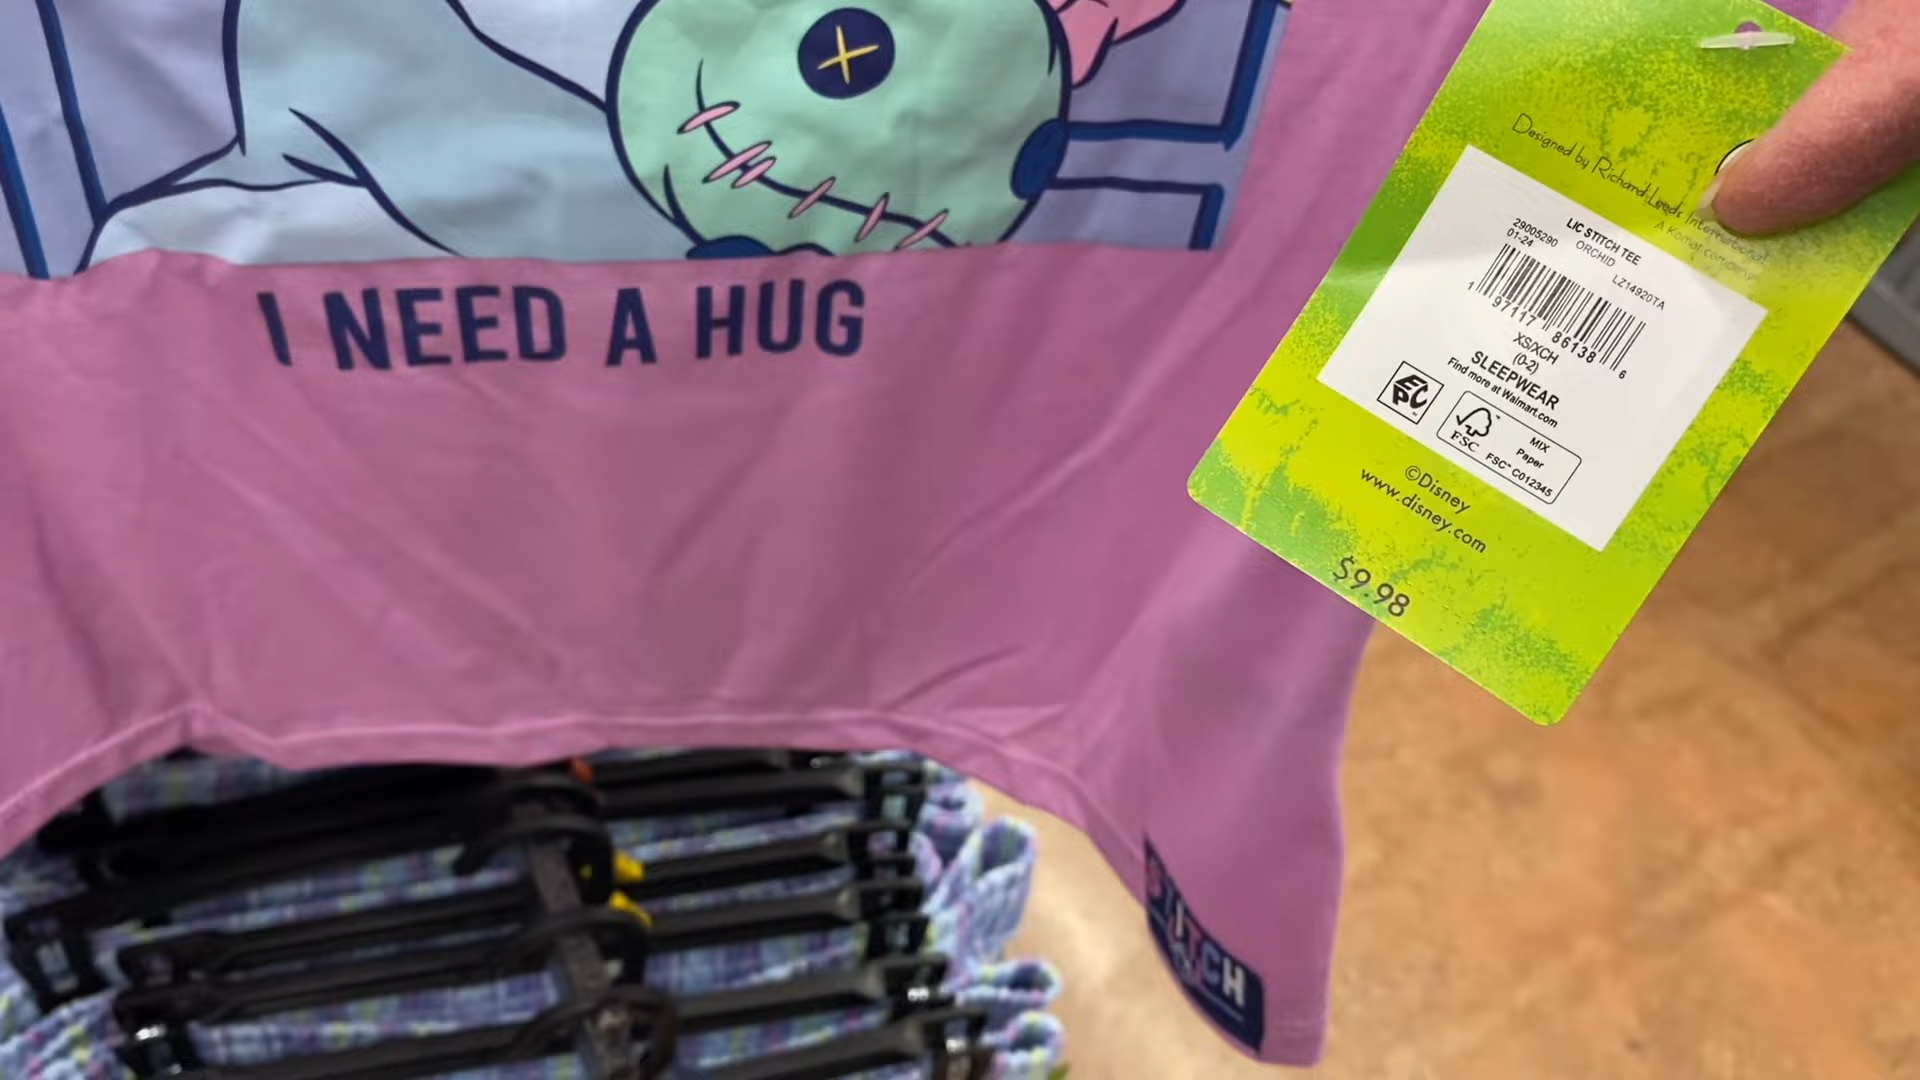 I NEED A HUG
Designed by Richard Leeds International
A Komar company
LIC STITCH TEE
29005290 ORCHID
01-24
LZ14920TA
1 97117 86138 6
XS/XCH
(0-2)
SLEEPWEAR
Find more at Walmart.com
EPC
FSC
MIX
Paper
FSC™ C012345
©Disney
www.disney.com
$9.98
STITCH